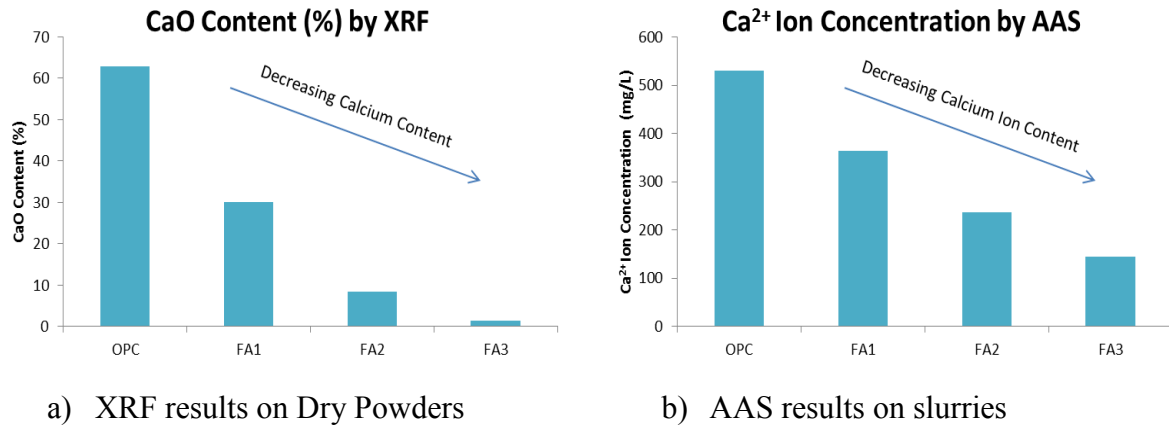 CaO Content (%) by XRF
70
60
50
40
30
20
10
0
CaO Content (%)
Decreasing Calcium Content
OPC FA1 FA2 FA3
a) XRF results on Dry Powders
Ca²⁺ Ion Concentration by AAS
600
500
400
300
200
100
0
Ca²⁺ Ion Concentration (mg/L)
Decreasing Calcium Ion Content
OPC FA1 FA2 FA3
b) AAS results on slurries